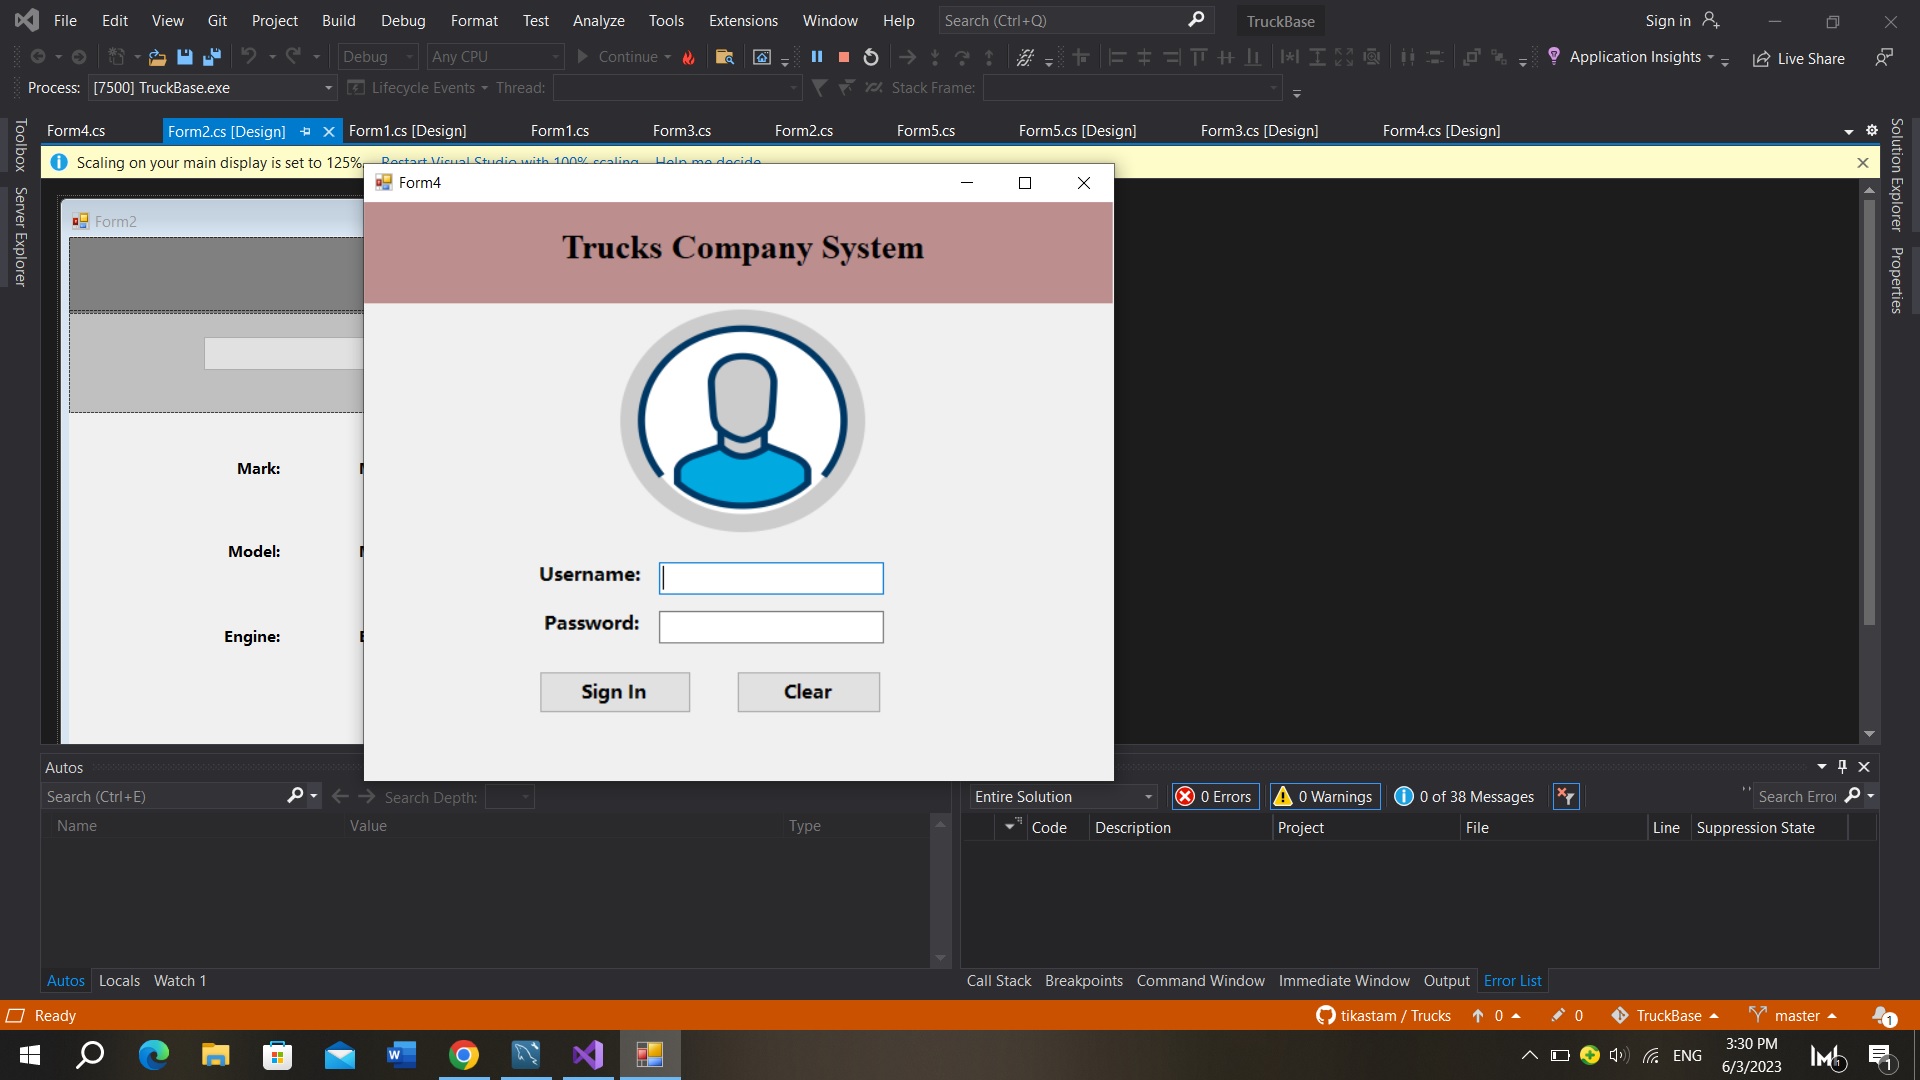 File Edit View Git Project Build Debug Format Test Analyze Tools Extensions Window Help Search (Ctrl+Q) TruckBase Sign in
Debug Any CPU Continue Application Insights Live Share
Process: [7500] TruckBase.exe Lifecycle Events Thread: Stack Frame:
Form4.cs Form2.cs [Design] Form1.cs [Design] Form1.cs Form3.cs Form2.cs Form5.cs Form5.cs [Design] Form3.cs [Design] Form4.cs [Design]
Toolbox
Server Explorer
Solution Explorer
Properties
Scaling on your main display is set to 125%. Restart Visual Studio with 100% scaling Help me decide
Form2
Mark:
Model:
Engine:
Form4
Trucks Company System
Username:
Password:
Sign In Clear
Autos
Search (Ctrl+E) Search Depth:
Name Value Type
Autos Locals Watch 1
Entire Solution 0 Errors 0 Warnings 0 of 38 Messages Search Error
Code Description Project File Line Suppression State
Call Stack Breakpoints Command Window Immediate Window Output Error List
Ready tikastam / Trucks 0 0 TruckBase master 1
ENG 3:30 PM 1 1
6/3/2023